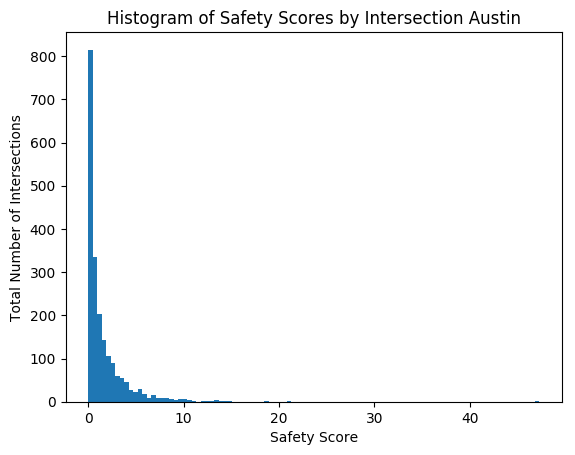 Histogram of Safety Scores by Intersection Austin
800
700
600
500
400
300
200
100
0
Total Number of Intersections
0 10 20 30 40
Safety Score